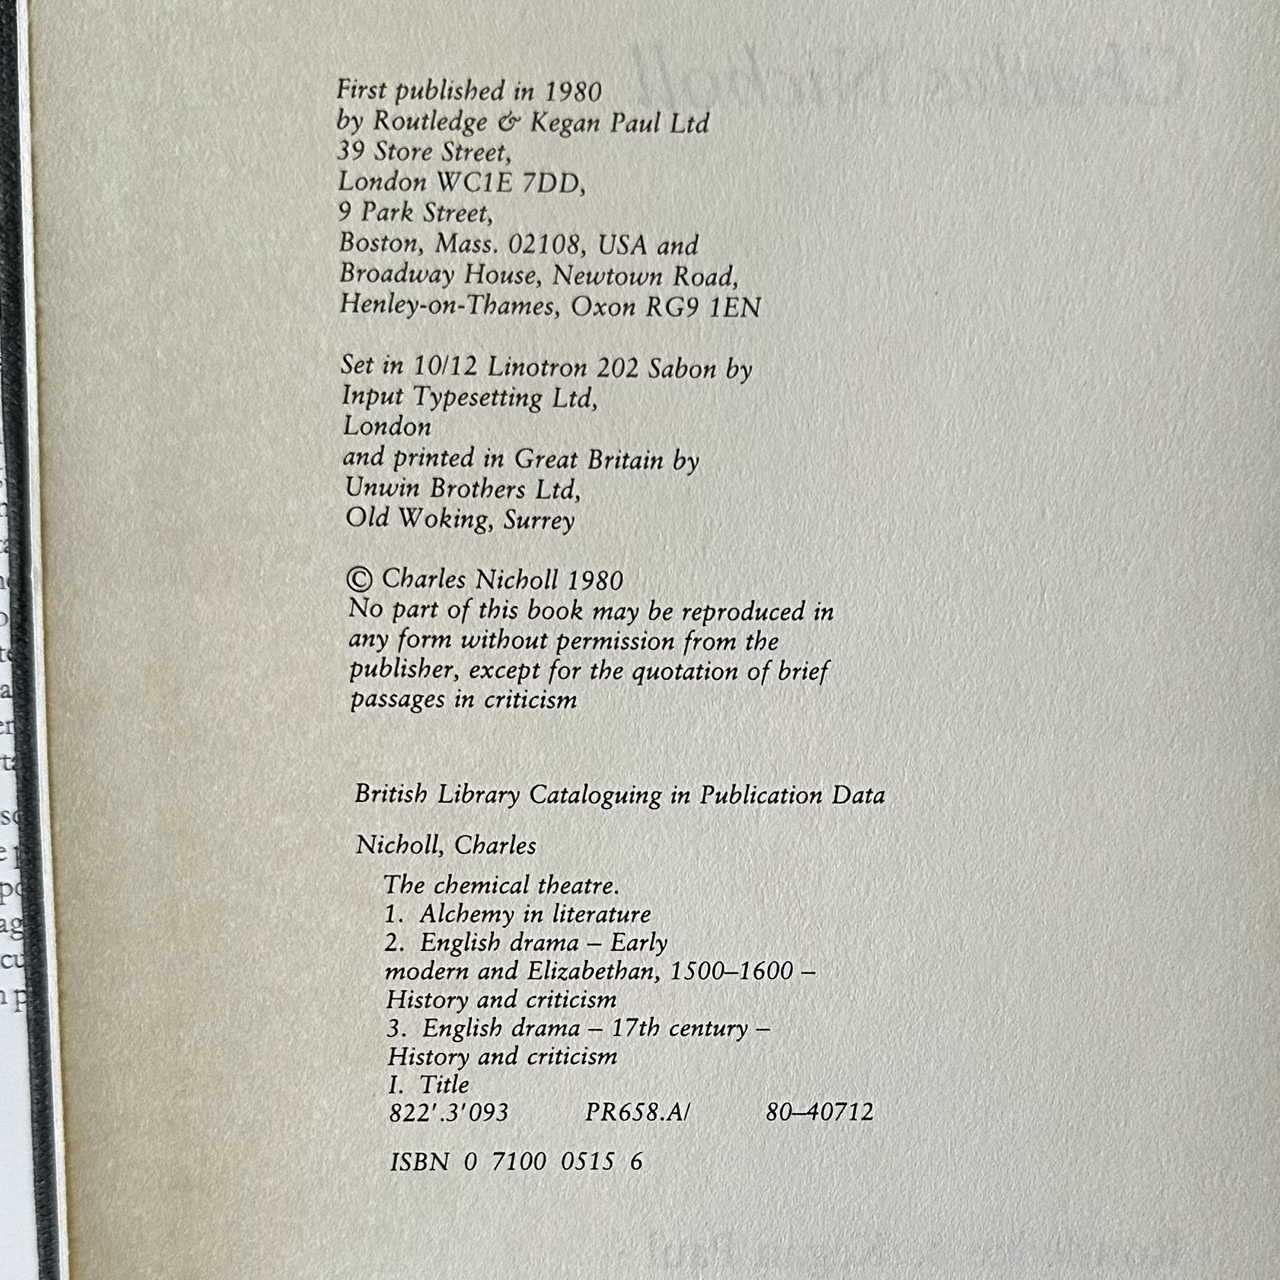 First published in 1980
by Routledge & Kegan Paul Ltd
39 Store Street,
London WC1E 7DD,
9 Park Street,
Boston, Mass. 02108, USA and
Broadway House, Newtown Road,
Henley-on-Thames, Oxon RG9 1EN
Set in 10/12 Linotron 202 Sabon by
Input Typesetting Ltd,
London
and printed in Great Britain by
Unwin Brothers Ltd,
Old Woking, Surrey
© Charles Nicholl 1980
No part of this book may be reproduced in
any form without permission from the
publisher, except for the quotation of brief
passages in criticism
British Library Cataloguing in Publication Data
Nicholl, Charles
The chemical theatre.
1. Alchemy in literature
2. English drama – Early
modern and Elizabethan, 1500–1600 –
History and criticism
3. English drama – 17th century –
History and criticism
I. Title
822'.3'093 PR658.A/ 80–40712
ISBN 0 7100 0515 6